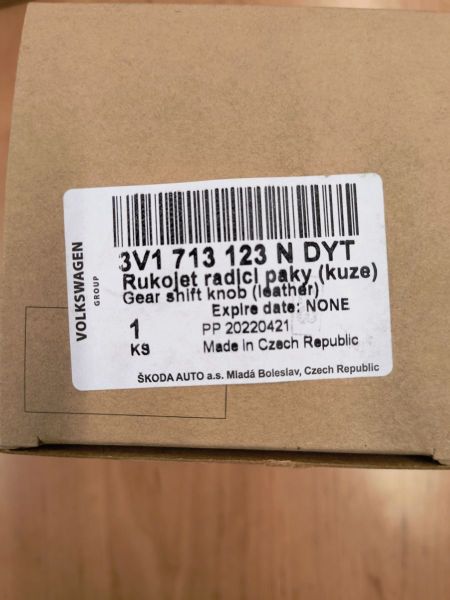 3V1 713 123 N DYT
Rukojet radici paky (kuze)
Gear shift knob (leather)
Expire date: NONE
1
KS
PP 20220421
Made in Czech Republic
ŠKODA AUTO a.s. Mladá Boleslav, Czech Republic
VOLKSWAGEN
GROUP